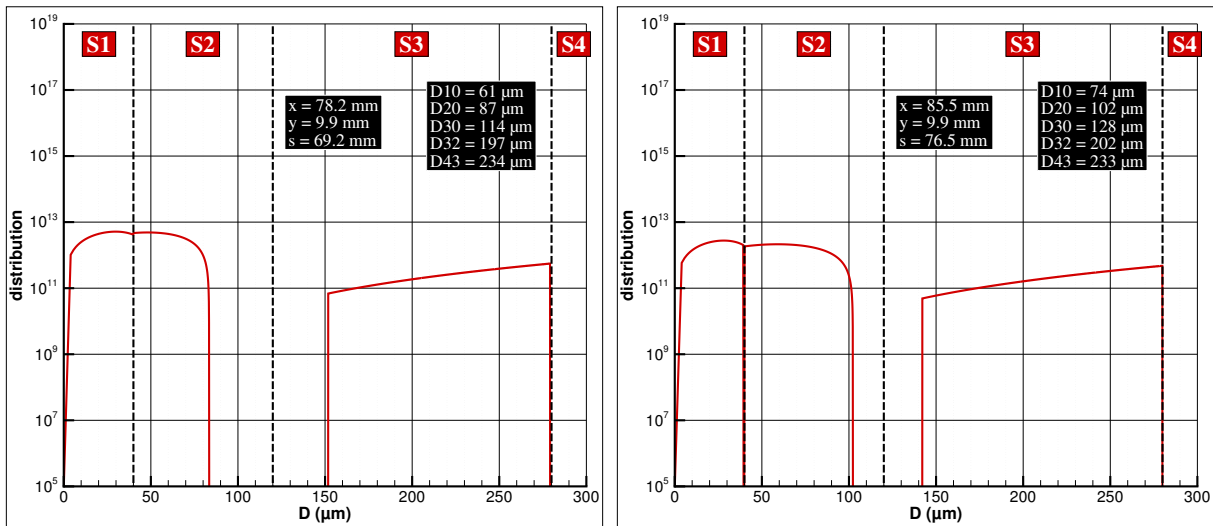 10^19
10^17
10^15
10^13
10^11
10^9
10^7
10^5
distribution
S1
S2
S3
S4
x = 78.2 mm
y = 9.9 mm
s = 69.2 mm
D10 = 61 µm
D20 = 87 µm
D30 = 114 µm
D32 = 197 µm
D43 = 234 µm
0 50 100 150 200 250 300
D (µm)
10^19
10^17
10^15
10^13
10^11
10^9
10^7
10^5
distribution
S1
S2
S3
S4
x = 85.5 mm
y = 9.9 mm
s = 76.5 mm
D10 = 74 µm
D20 = 102 µm
D30 = 128 µm
D32 = 202 µm
D43 = 233 µm
0 50 100 150 200 250 300
D (µm)